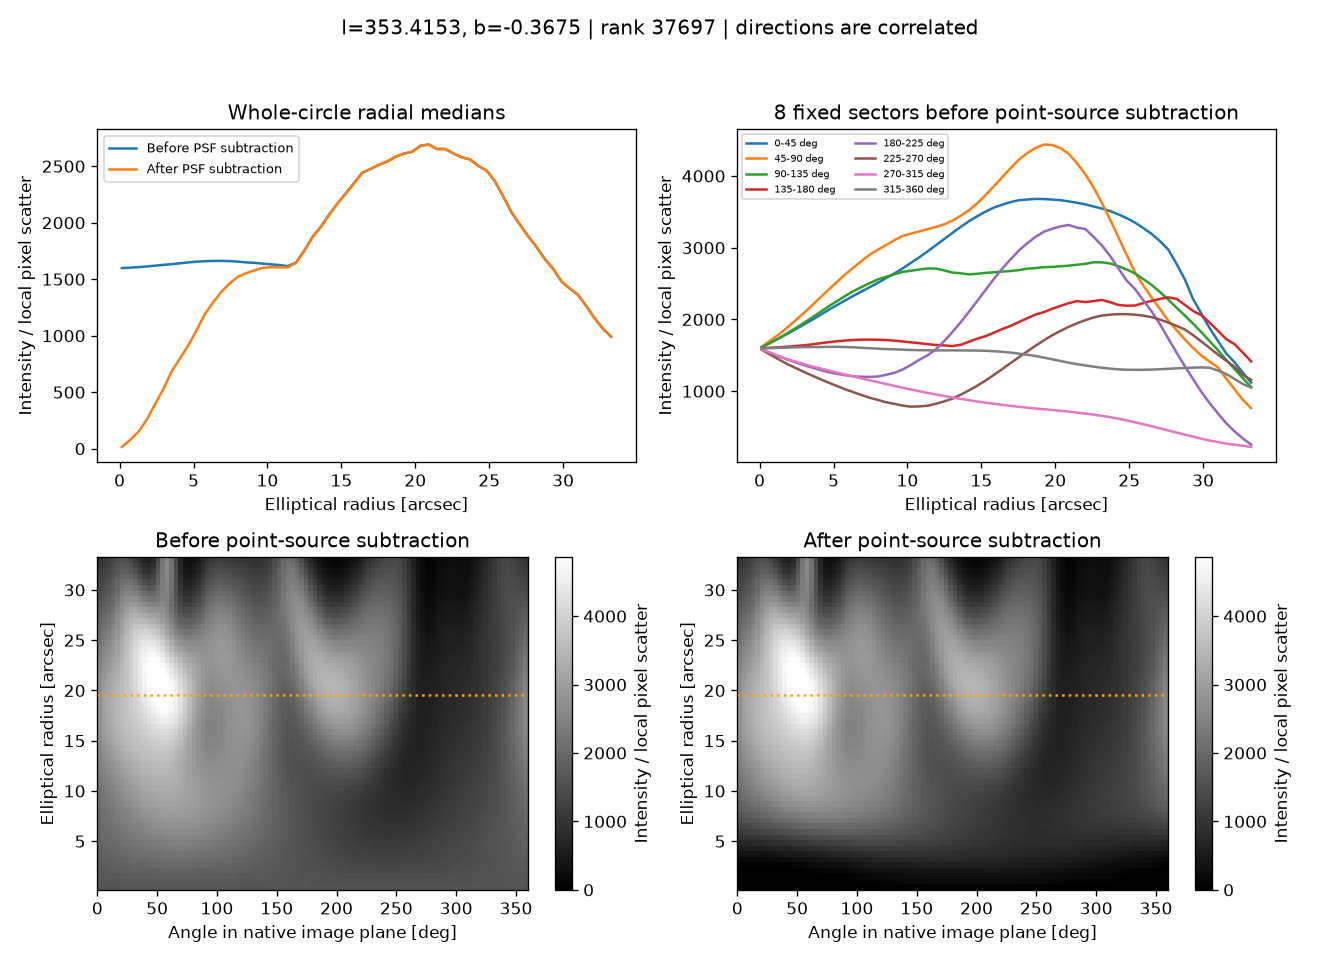 l=353.4153, b=-0.3675 | rank 37697 | directions are correlated
Whole-circle radial medians
Before PSF subtraction
After PSF subtraction
Intensity / local pixel scatter
2500
2000
1500
1000
500
0
0 5 10 15 20 25 30
Elliptical radius [arcsec]
8 fixed sectors before point-source subtraction
0-45 deg
45-90 deg
90-135 deg
135-180 deg
180-225 deg
225-270 deg
270-315 deg
315-360 deg
Intensity / local pixel scatter
4000
3000
2000
1000
0 5 10 15 20 25 30
Elliptical radius [arcsec]
Before point-source subtraction
Elliptical radius [arcsec]
30
25
20
15
10
5
0 50 100 150 200 250 300 350
Angle in native image plane [deg]
4000
3000
2000
1000
0
Intensity / local pixel scatter
After point-source subtraction
Elliptical radius [arcsec]
30
25
20
15
10
5
0 50 100 150 200 250 300 350
Angle in native image plane [deg]
4000
3000
2000
1000
0
Intensity / local pixel scatter